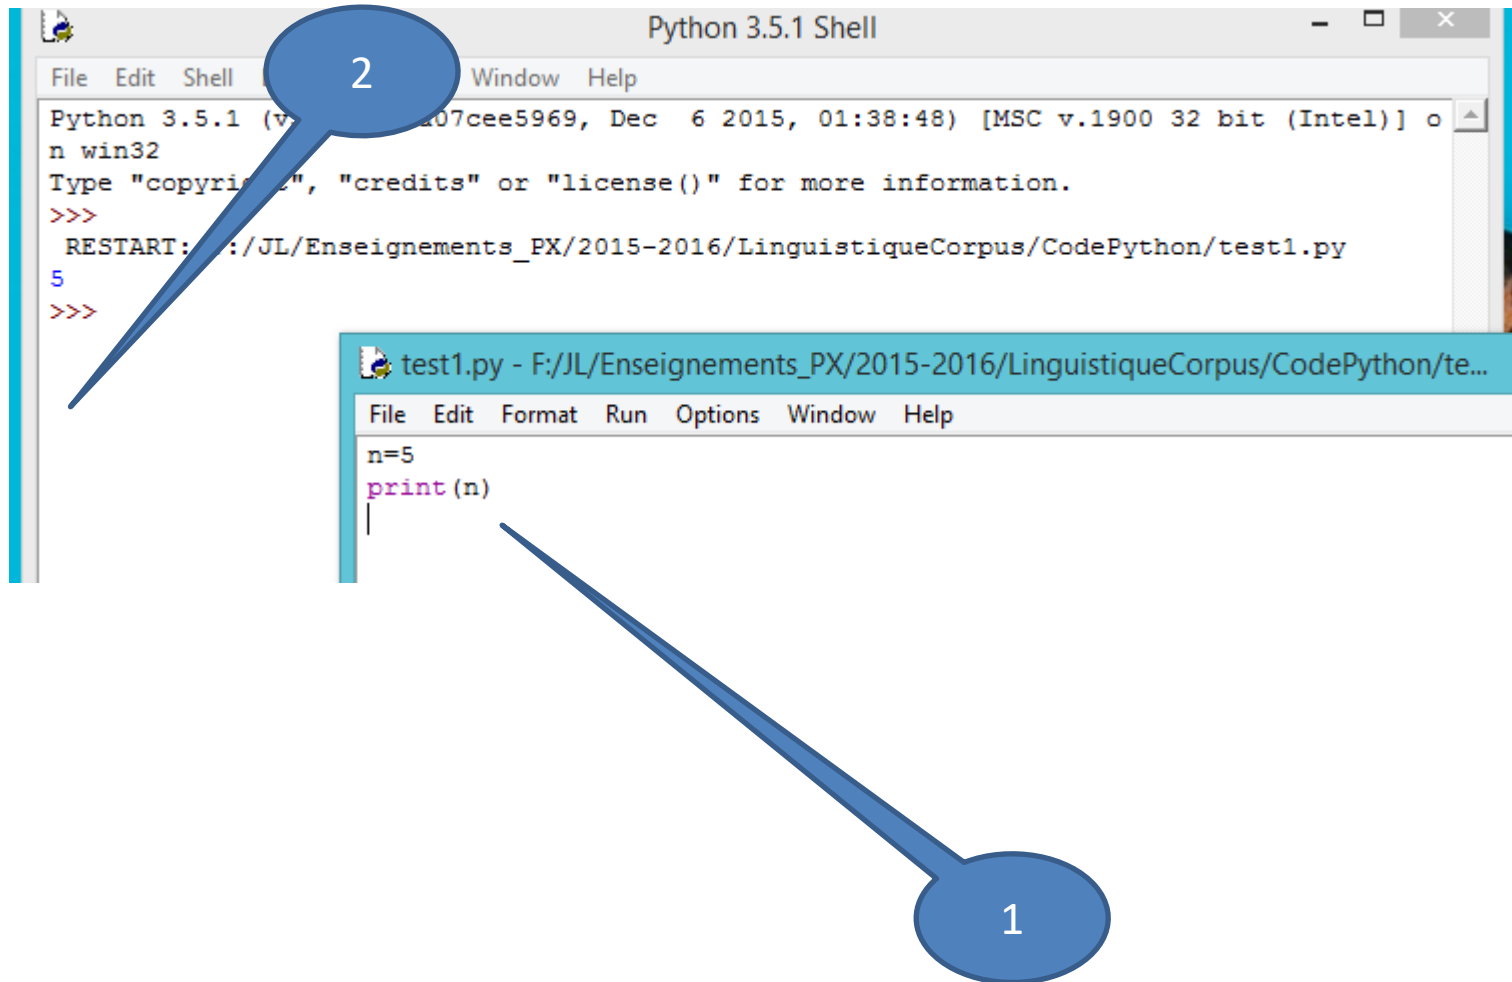 Python 3.5.1 Shell
File Edit Shell Window Help
2
Python 3.5.1 (v 07cee5969, Dec  6 2015, 01:38:48) [MSC v.1900 32 bit (Intel)] o
n win32
Type "copyri ", "credits" or "license()" for more information.
>>>
RESTART: :/JL/Enseignements_PX/2015-2016/LinguistiqueCorpus/CodePython/test1.py
5
>>>
test1.py - F:/JL/Enseignements_PX/2015-2016/LinguistiqueCorpus/CodePython/te...
File Edit Format Run Options Window Help
n=5
print(n)
1